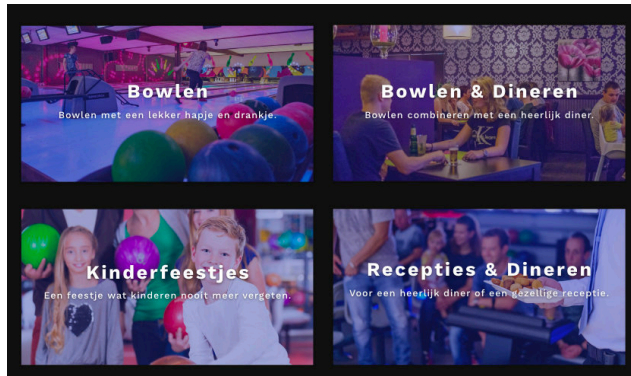 Bowlen
Bowlen met een lekker hapje en drankje.
Bowlen & Dineren
Bowlen combineren met een heerlijk diner.
Kinderfeestjes
Een feestje wat kinderen nooit meer vergeten.
Recepties & Dineren
Voor een heerlijk diner of een gezellige receptie.